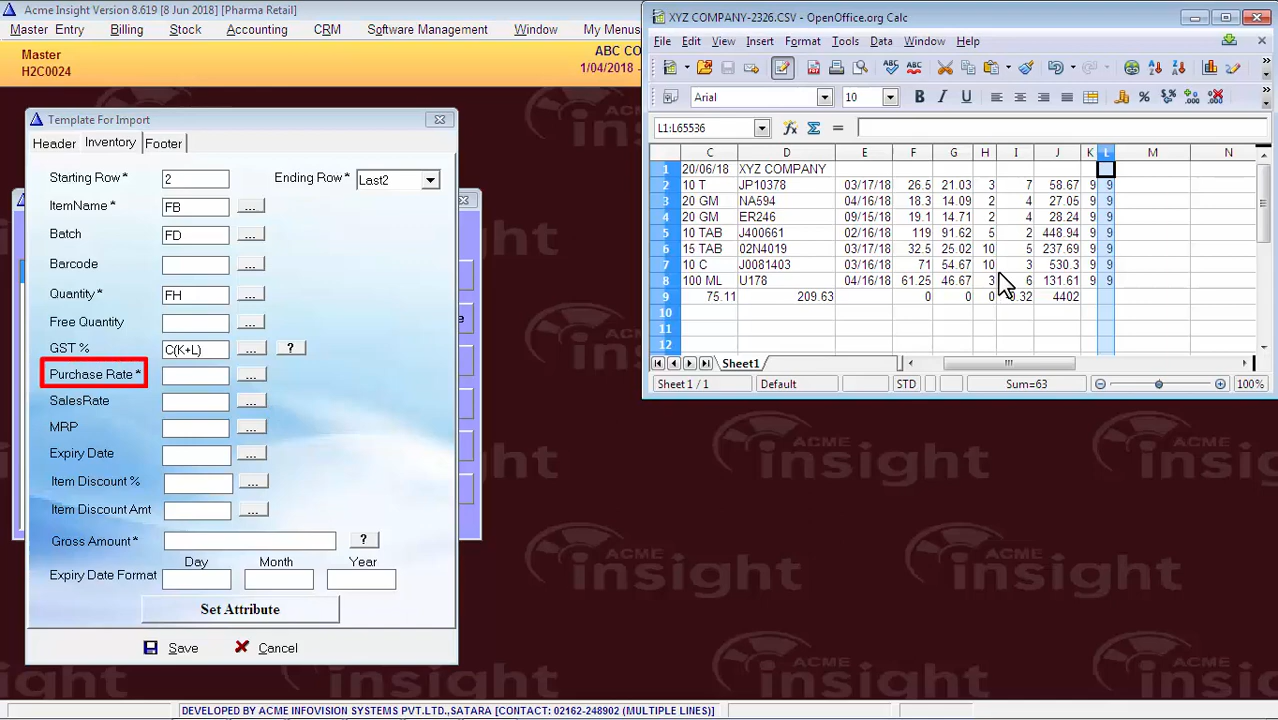 Acme Insight Version 8.619 [8 Jun 2018] [Pharma Retail]
Master Entry Billing Stock Accounting CRM Software Management Window My Menus
Master
H2C0024
ABC CO
1/04/2018
Template For Import
Header Inventory Footer
Starting Row* 2 Ending Row* Last2
ItemName * FB ...
Batch FD ...
Barcode ...
Quantity* FH ...
Free Quantity ...
GST % C(K+L) ... ?
Purchase Rate * ...
SalesRate ...
MRP ...
Expiry Date ...
Item Discount % ...
Item Discount Amt ...
Gross Amount* ?
Day Month Year
Expiry Date Format
Set Attribute
Save Cancel
XYZ COMPANY-2326.CSV - OpenOffice.org Calc
File Edit View Insert Format Tools Data Window Help
Arial 10 B I U
L1:L65536
C D E F G H I J K L M N
1 20/06/18 XYZ COMPANY
2 10 T JP10378 03/17/18 26.5 21.03 3 7 58.67 9 9
3 20 GM NA594 04/16/18 18.3 14.09 2 4 27.05 9 9
4 20 GM ER246 09/15/18 19.1 14.71 2 4 28.24 9 9
5 10 TAB J400661 02/16/18 119 91.62 5 2 448.94 9 9
6 15 TAB 02N4019 03/17/18 32.5 25.02 10 5 237.69 9 9
7 10 C J0081403 03/16/18 71 54.67 10 3 530.3 9 9
8 100 ML U178 04/16/18 61.25 46.67 3 6 131.61 9 9
9 75.11 209.63 0 0 0 32 4402
10
11
12
Sheet1
Sheet 1 / 1 Default STD Sum=63 100%
ACME insight
ACME insight
ACME insight
ACME insight
ACME insight
ACME insight
DEVELOPED BY ACME INFOVISION SYSTEMS PVT.LTD.,SATARA [CONTACT: 02162-248902 (MULTIPLE LINES)]